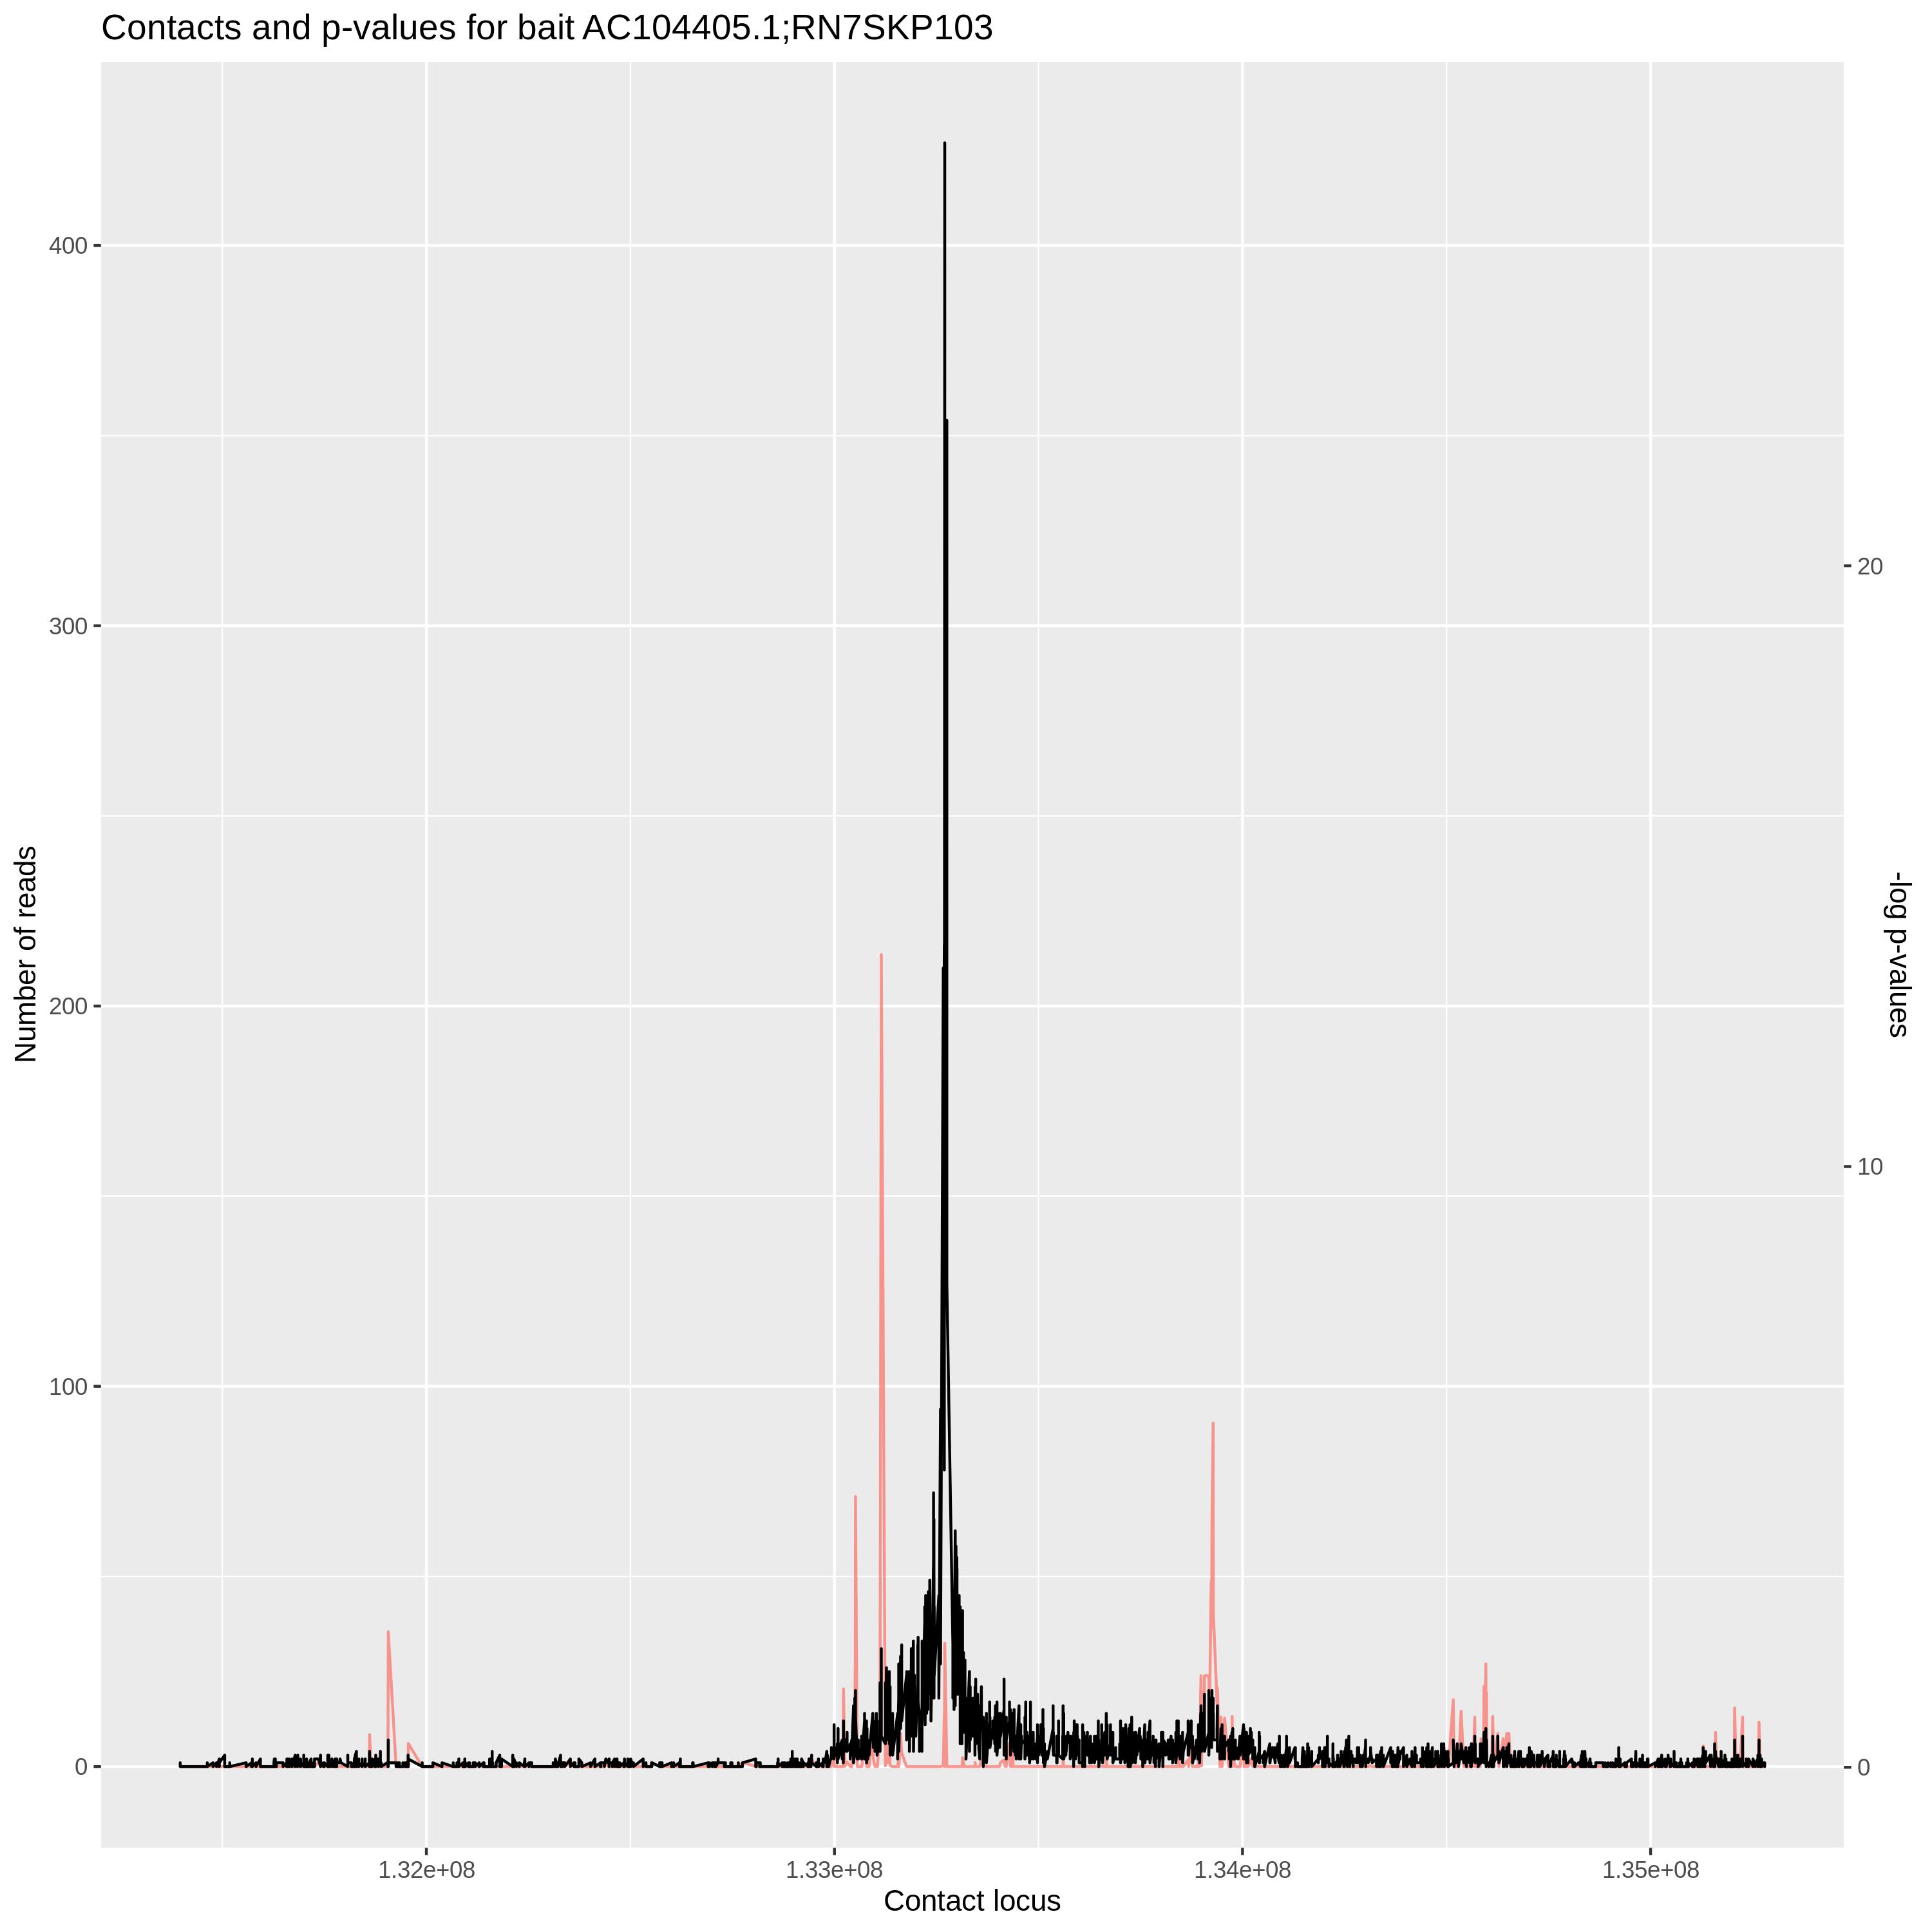 Contacts and p-values for bait AC104405.1;RN7SKP103
400
300
200
100
0
Number of reads
20
10
0
-log p-values
1.32e+08
1.33e+08
1.34e+08
1.35e+08
Contact locus